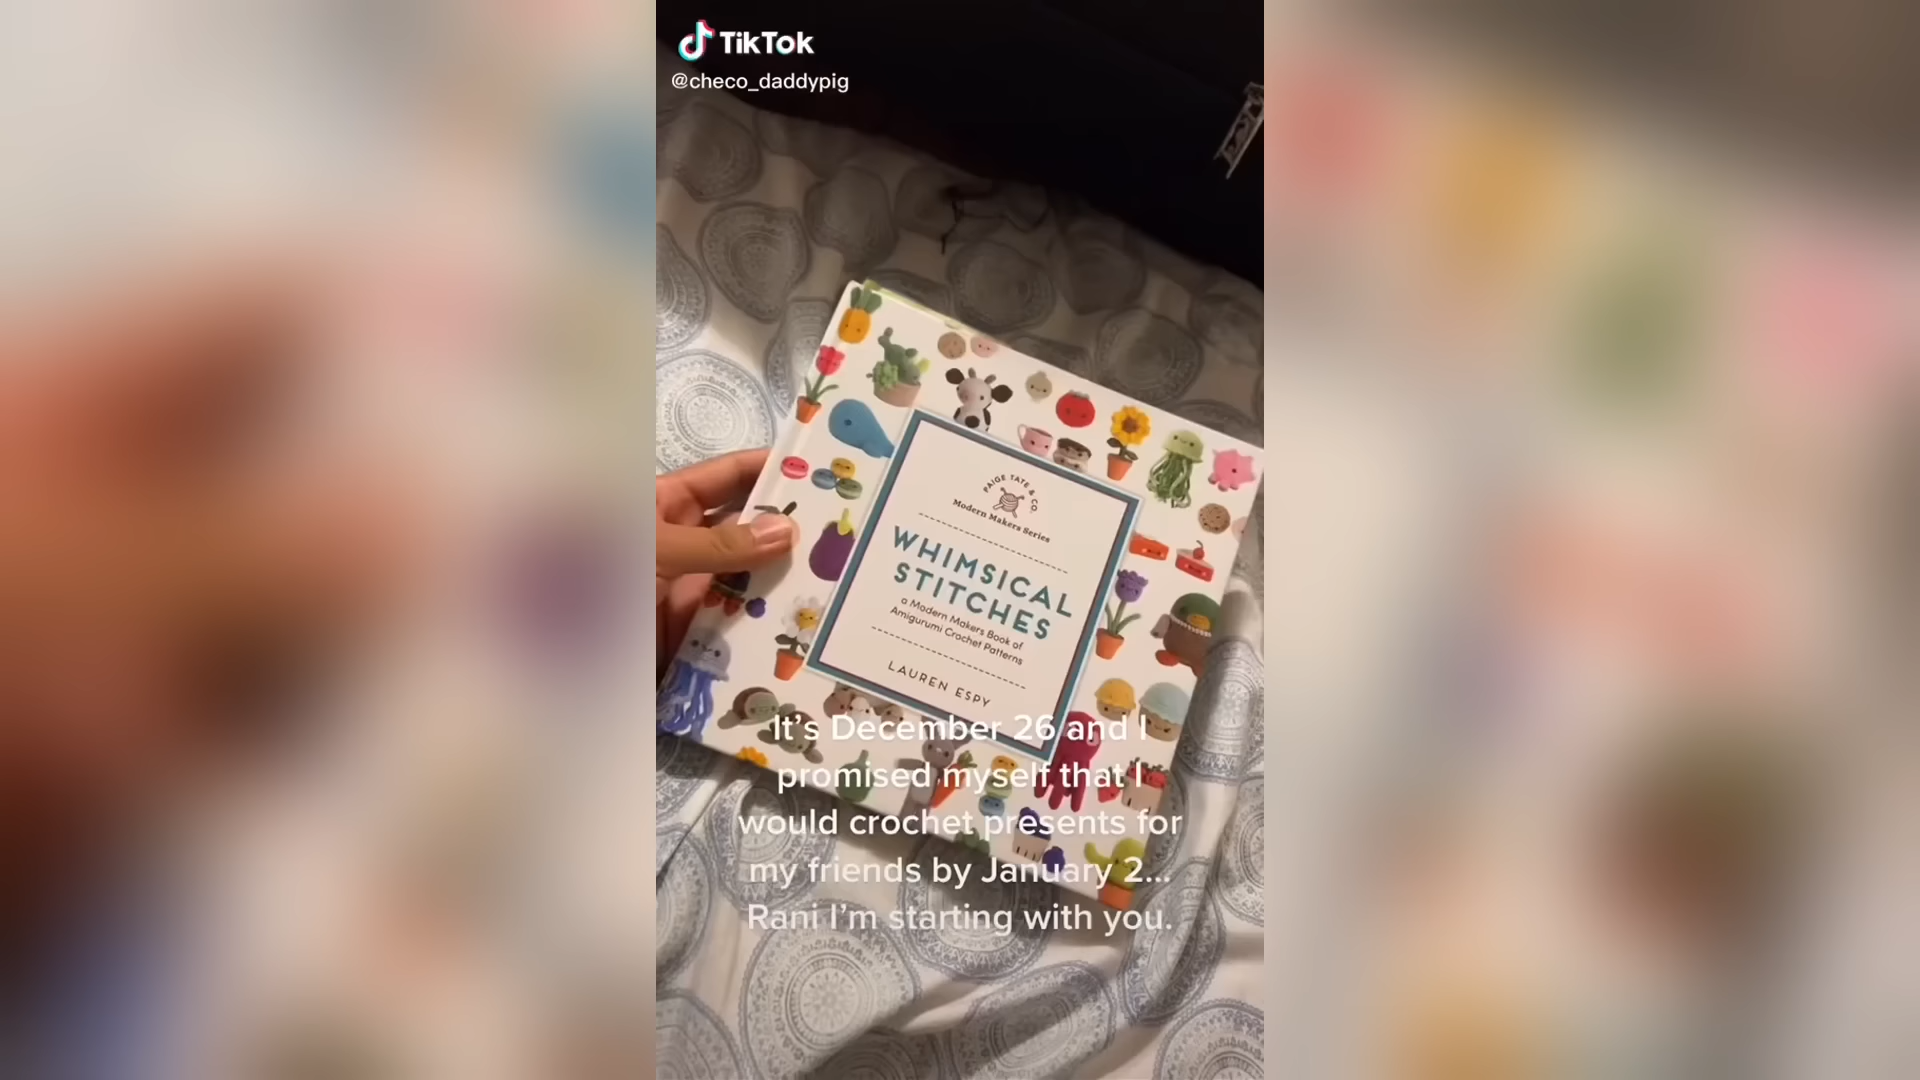 TikTok
@checo_daddypig
PAIGE TATE & CO.
Modern Makers Series
WHIMSICAL
STITCHES
a Modern Makers Book of
Amigurumi Crochet Patterns
LAUREN ESPY
It's December 26 and I
promised myself that I
would crochet presents for
my friends by January 2...
Rani I'm starting with you.